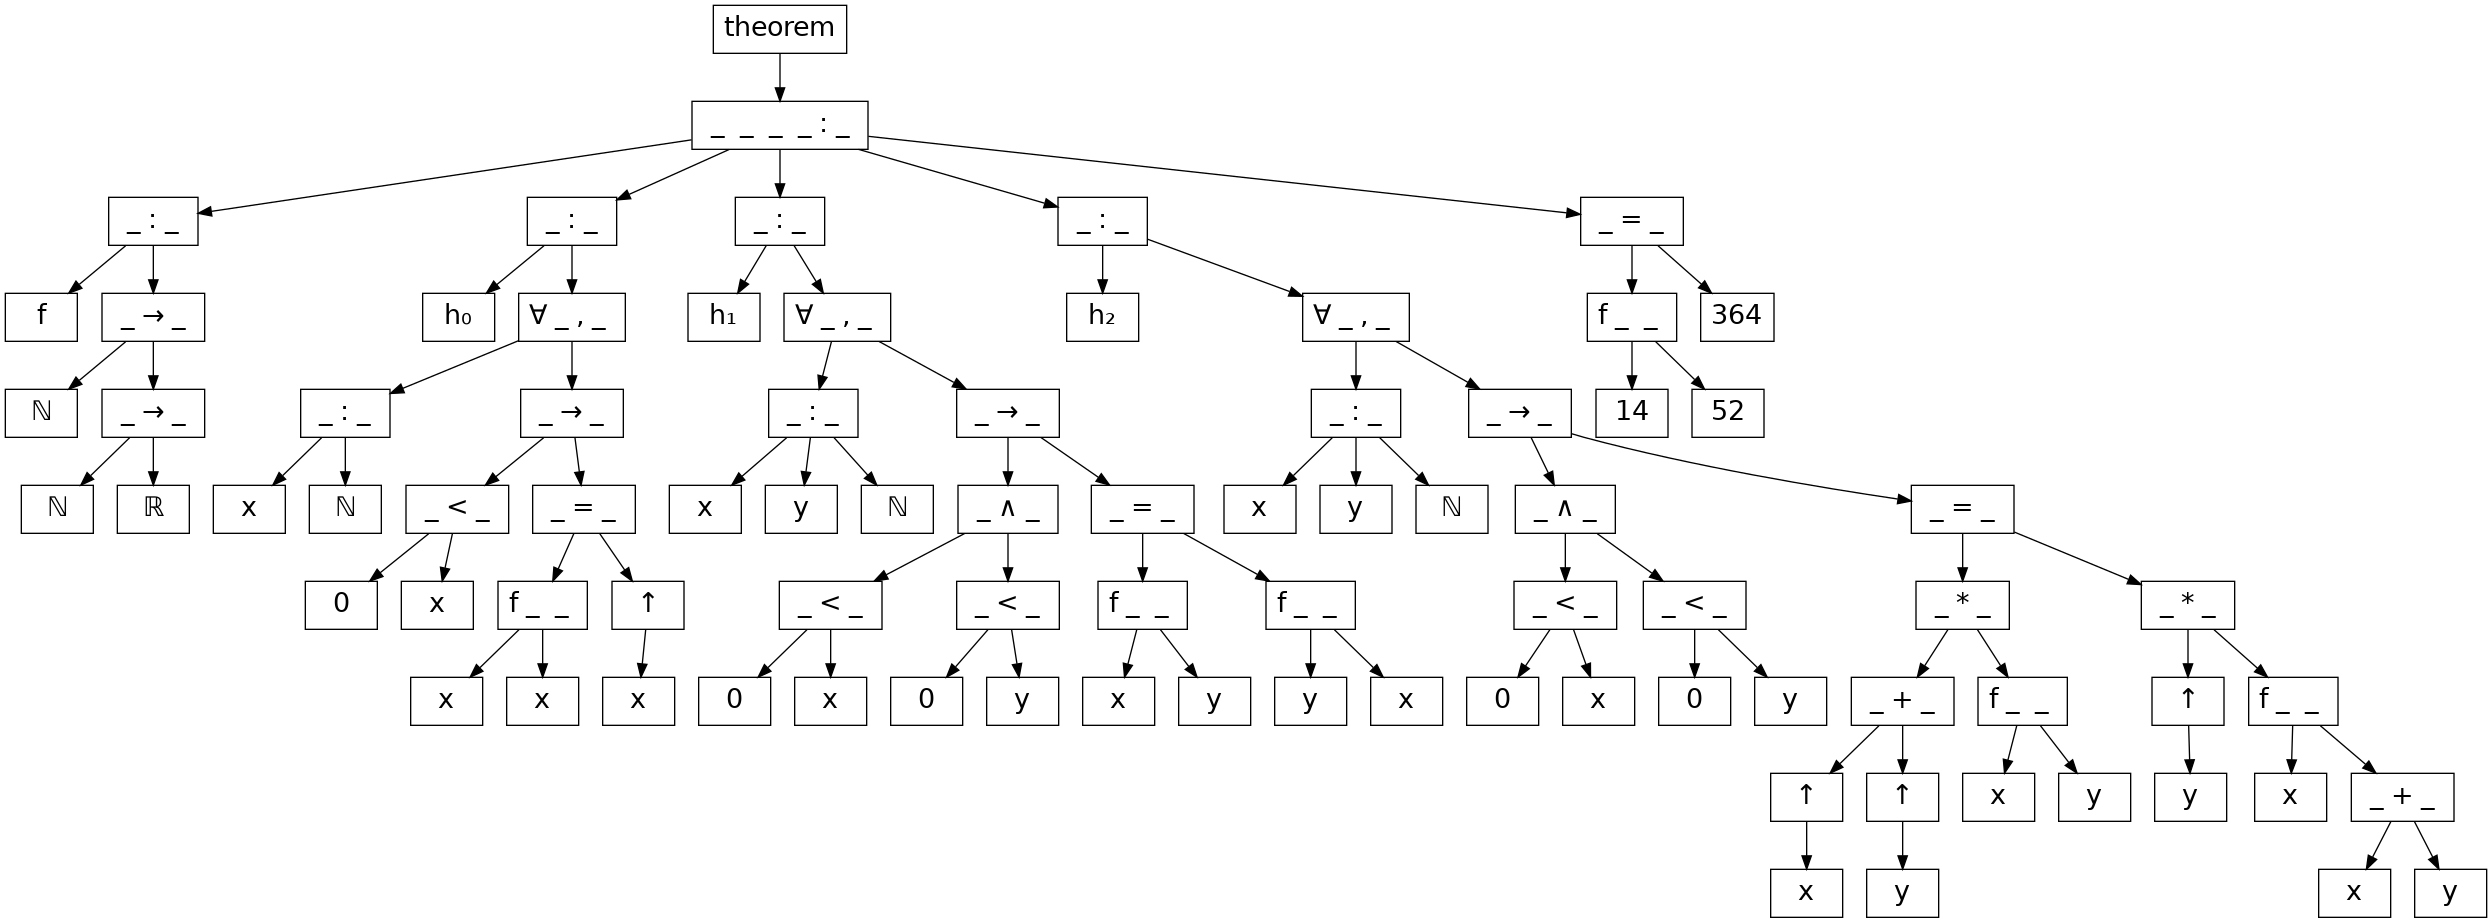 theorem
_ _ _ _ : _
_ : _ _ : _ _ : _ _ : _ _ = _
f _ → _ h₀ ∀ _ , _ h₁ ∀ _ , _ h₂ ∀ _ , _ f _ _ 364
ℕ _ → _ _ : _ _ → _ _ : _ _ → _ _ : _ _ → _ 14 52
ℕ ℝ x ℕ _ < _ _ = _ x y ℕ _ ∧ _ _ = _ x y ℕ _ ∧ _ _ = _
0 x f _ _ ↑ _ < _ _ < _ f _ _ f _ _ _ < _ _ < _ _ * _ _ * _
x x x 0 x 0 y x y y x 0 x 0 y _ + _ f _ _ ↑ f _ _
↑ ↑ x y y x _ + _
x y x y